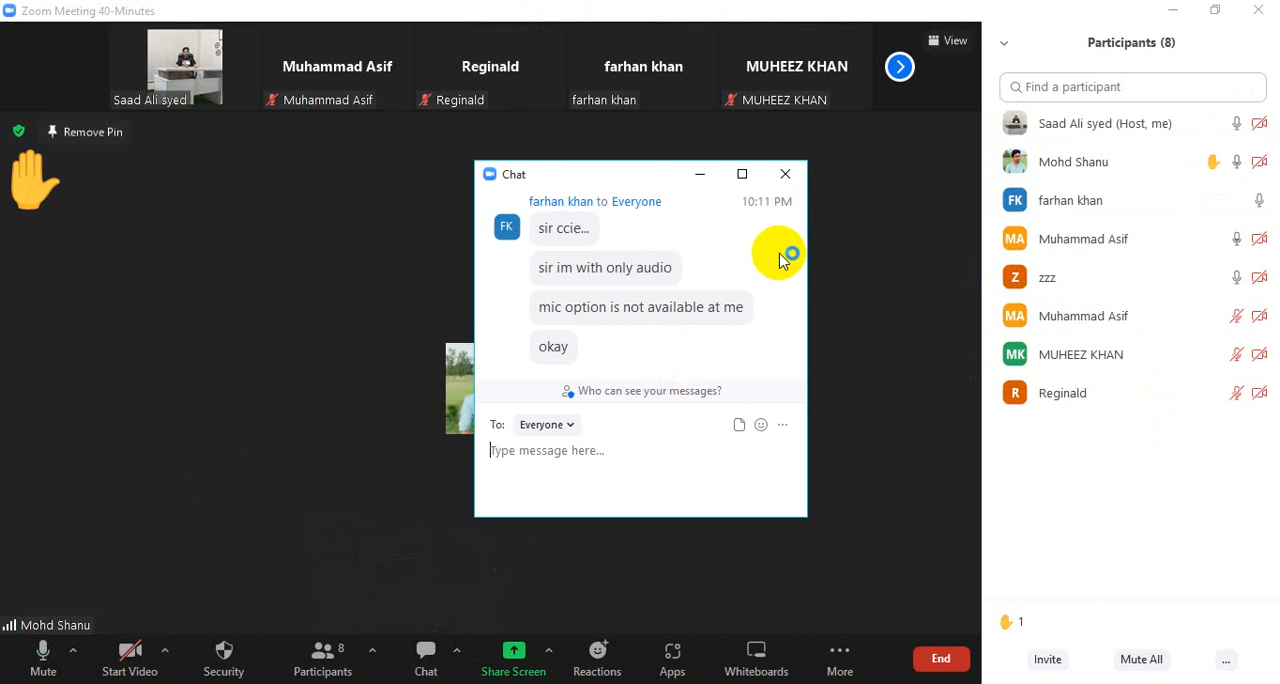 Zoom Meeting 40-Minutes
Saad Ali syed
Muhammad Asif
Muhammad Asif
Reginald
Reginald
farhan khan
farhan khan
MUHEEZ KHAN
MUHEEZ KHAN
View
Remove Pin
Chat
farhan khan to Everyone 10:11 PM
FK
sir ccie...
sir im with only audio
mic option is not available at me
okay
Who can see your messages?
To: Everyone
Type message here...
Mohd Shanu
Mute
Start Video
Security
Participants
8
Chat
Share Screen
Reactions
Apps
Whiteboards
More
End
Participants (8)
Find a participant
Saad Ali syed (Host, me)
Mohd Shanu
FK farhan khan
MA Muhammad Asif
Z zzz
MA Muhammad Asif
MK MUHEEZ KHAN
R Reginald
1
Invite
Mute All
...